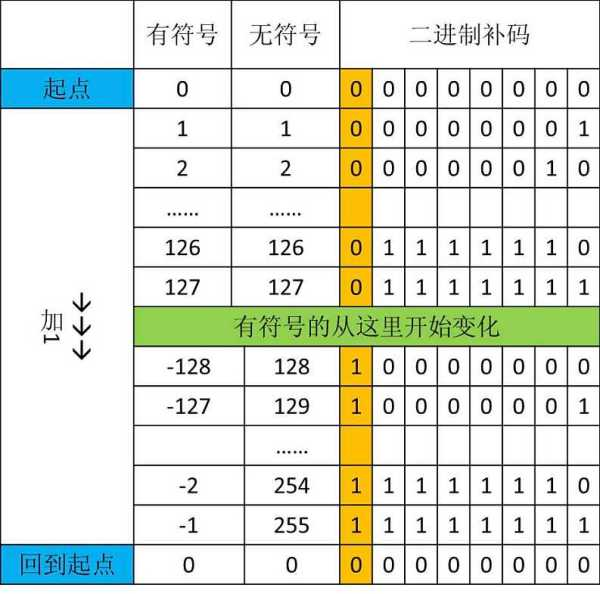 有符号 无符号 二进制补码
起点 0 0 0 0 0 0 0 0 0 0
1 1 0 0 0 0 0 0 0 1
2 2 0 0 0 0 0 0 1 0
...... ......
126 126 0 1 1 1 1 1 1 0
127 127 0 1 1 1 1 1 1 1
加1 ↓↓↓
有符号的从这里开始变化
-128 128 1 0 0 0 0 0 0 0
-127 129 1 0 0 0 0 0 0 1
......
-2 254 1 1 1 1 1 1 1 0
-1 255 1 1 1 1 1 1 1 1
回到起点 0 0 0 0 0 0 0 0 0 0